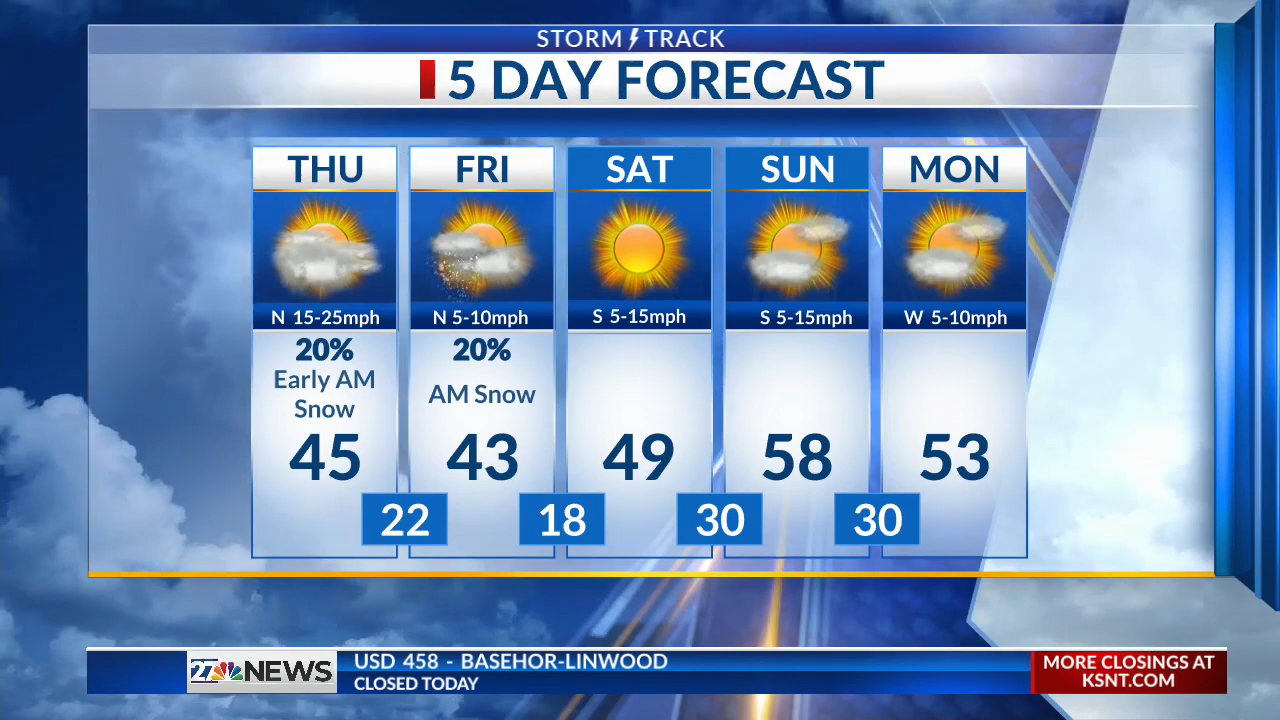 STORM TRACK
5 DAY FORECAST
THU
FRI
SAT
SUN
MON
N 15-25mph
N 5-10mph
S 5-15mph
S 5-15mph
W 5-10mph
20%
20%
Early AM
Snow
AM Snow
45
43
49
58
53
22
18
30
30
27 NEWS
USD 458 - BASEHOR-LINWOOD
CLOSED TODAY
MORE CLOSINGS AT
KSNT.COM